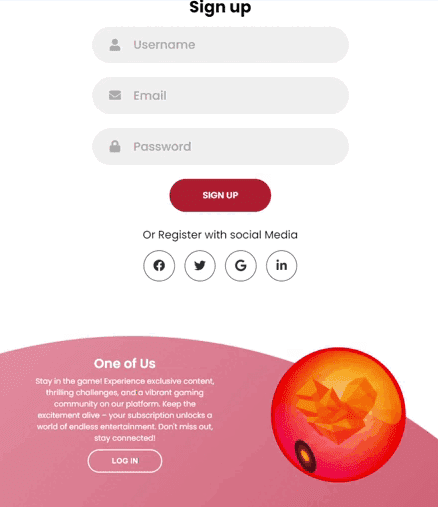 Sign up
Username
Email
Password
SIGN UP
Or Register with social Media
One of Us
Stay in the game! Experience exclusive content,
thrilling challenges, and a vibrant gaming
community on our platform. Keep the
excitement alive – your subscription unlocks a
world of endless entertainment. Don't miss out,
stay connected!
LOG IN